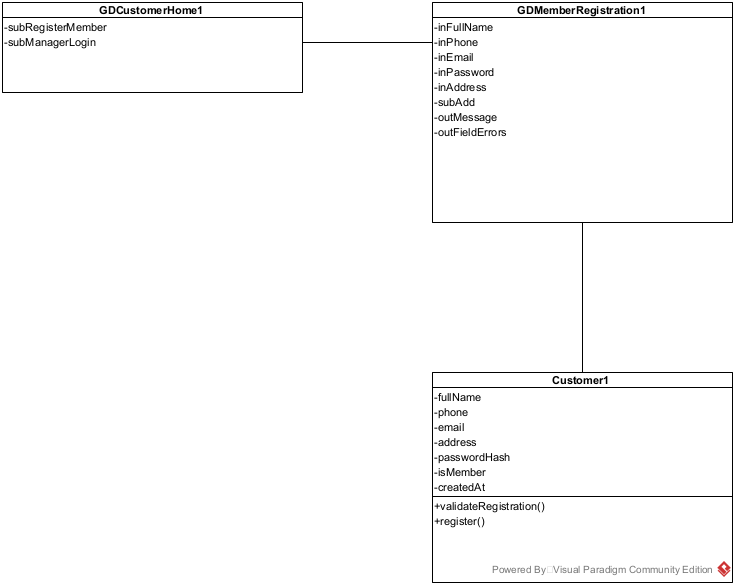 GDCustomerHome1
-subRegisterMember
-subManagerLogin
GDMemberRegistration1
-inFullName
-inPhone
-inEmail
-inPassword
-inAddress
-subAdd
-outMessage
-outFieldErrors
Customer1
-fullName
-phone
-email
-address
-passwordHash
-isMember
-createdAt
+validateRegistration()
+register()
Powered By Visual Paradigm Community Edition